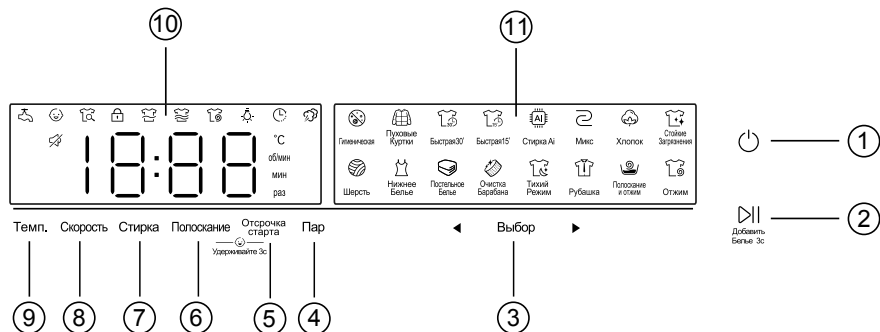 10
11
Гигиеническая
Пуховые
Куртки
Быстрая30'
Быстрая15'
AI
Стирка Ai
Микс
Хлопок
Стойкие
Загрязнения
18:88
°C
об/мин
мин
раз
Шерсть
Нижнее
Белье
Постельное
Белье
Очистка
Барабана
Тихий
Режим
Рубашка
Полоскание
и отжим
Отжим
1
2
Добавить
Белье 3с
Темп.
Скорость
Стирка
Полоскание
Отсрочка
старта
Удерживайте 3с
Пар
Выбор
9
8
7
6
5
4
3